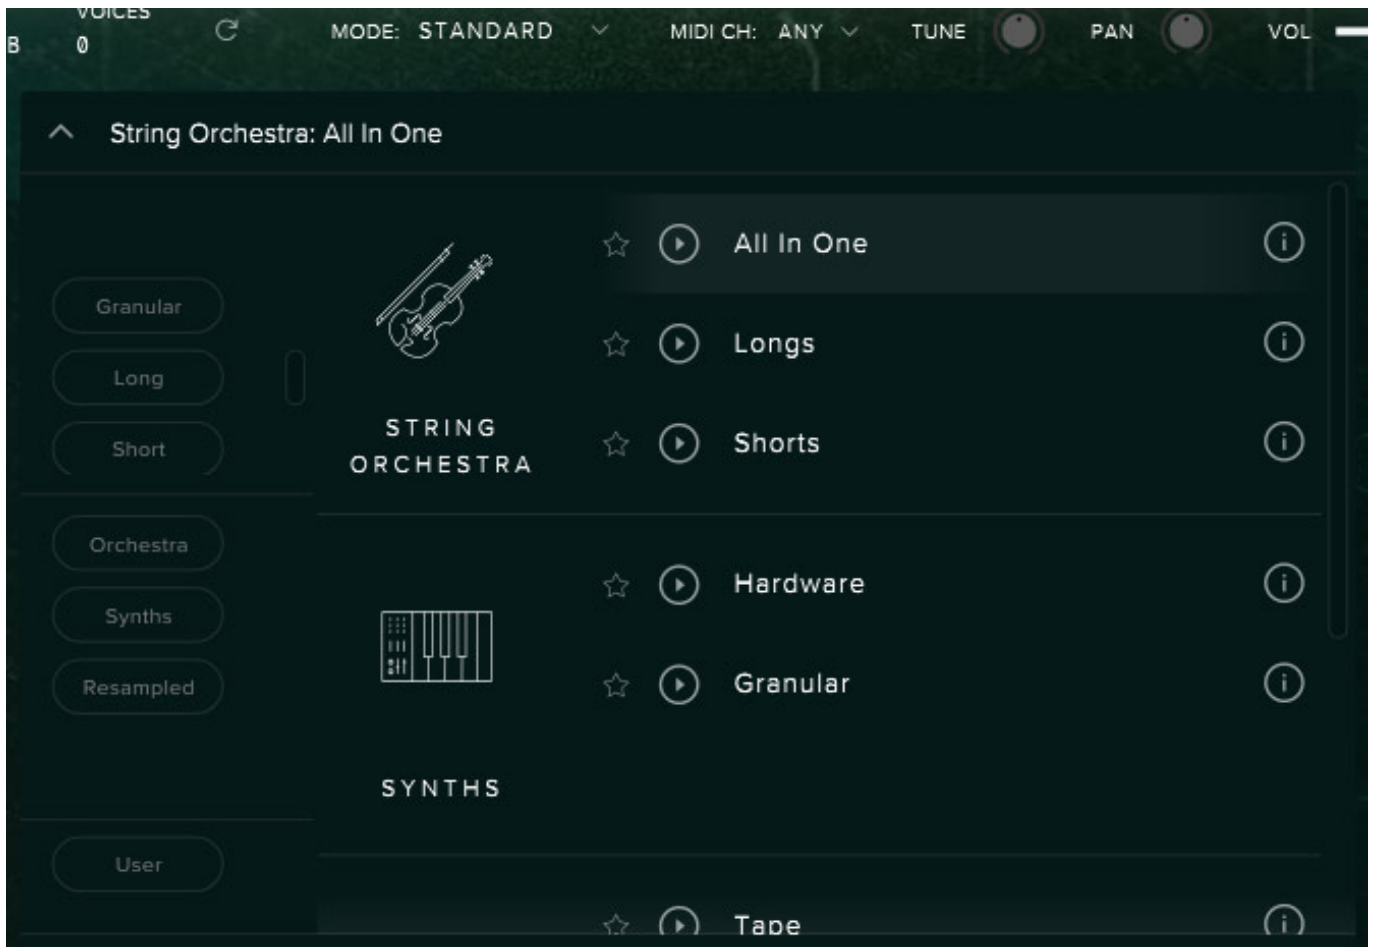 VOICES
B 0 MODE: STANDARD MIDI CH: ANY TUNE PAN VOL
String Orchestra: All In One
Granular
Long
Short
Orchestra
Synths
Resampled
User
STRING
ORCHESTRA
All In One
Longs
Shorts
SYNTHS
Hardware
Granular
Tape